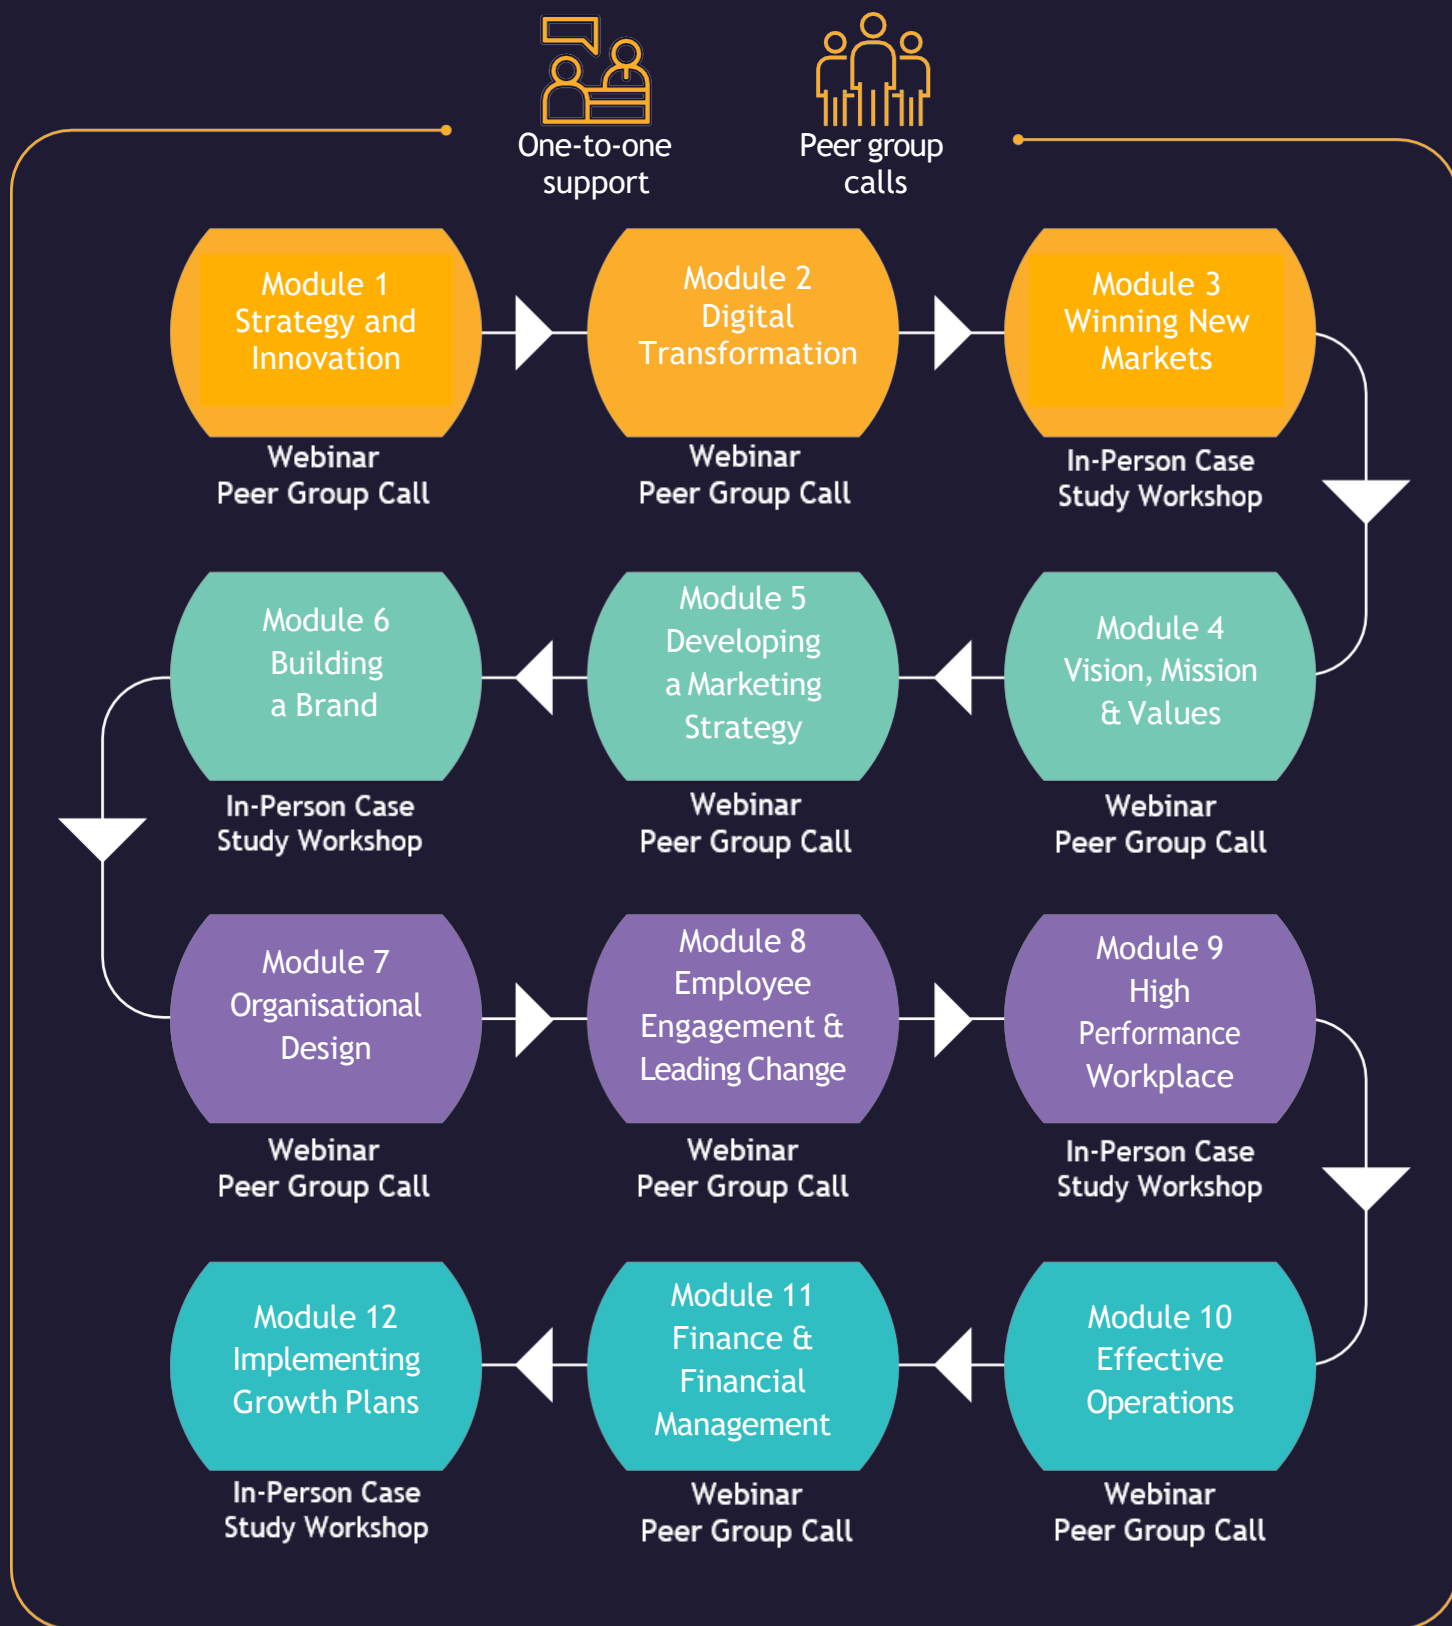 One-to-one
support
Peer group
calls
Module 1
Strategy and
Innovation
Webinar
Peer Group Call
Module 2
Digital
Transformation
Webinar
Peer Group Call
Module 3
Winning New
Markets
In-Person Case
Study Workshop
Module 4
Vision, Mission
& Values
Webinar
Peer Group Call
Module 5
Developing
a Marketing
Strategy
Webinar
Peer Group Call
Module 6
Building
a Brand
In-Person Case
Study Workshop
Module 7
Organisational
Design
Webinar
Peer Group Call
Module 8
Employee
Engagement &
Leading Change
Webinar
Peer Group Call
Module 9
High
Performance
Workplace
In-Person Case
Study Workshop
Module 10
Effective
Operations
Webinar
Peer Group Call
Module 11
Finance &
Financial
Management
Webinar
Peer Group Call
Module 12
Implementing
Growth Plans
In-Person Case
Study Workshop